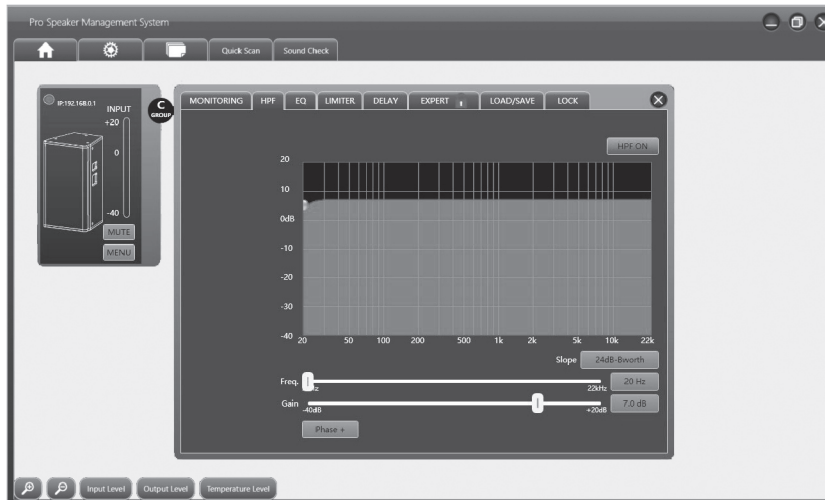 Pro Speaker Management System
Quick Scan
Sound Check
IP:192.168.0.1
INPUT
+20
0
-40
MUTE
MENU
C
GROUP
MONITORING HPF EQ LIMITER DELAY EXPERT LOAD/SAVE LOCK
HPF ON
20
10
0dB
-10
-20
-30
-40
20 50 100 200 500 1k 2k 5k 10k 22k
Slope 24dB-Bworth
Freq. 22kHz 20 Hz
Gain -40dB +20dB 7.0 dB
Phase +
Input Level Output Level Temperature Level